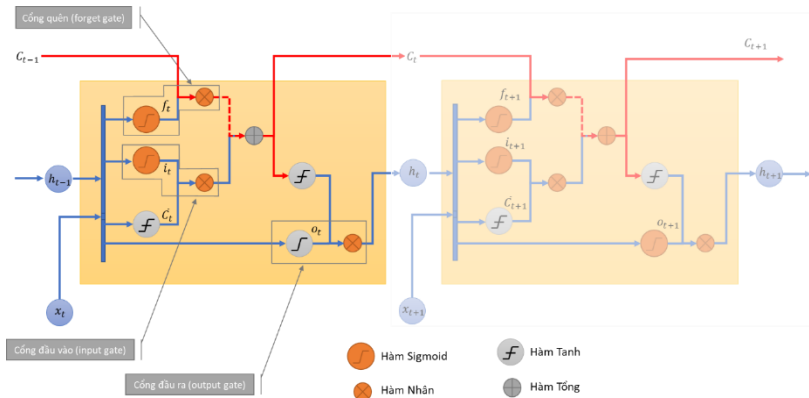 Cổng quên (forget gate)
C_{t−1}
C_t
C_{t+1}
f_t
f_{t+1}
i_t
i_{t+1}
h_{t−1}
h_t
h_{t+1}
C'_t
C'_{t+1}
o_t
o_{t+1}
x_t
x_{t+1}
Cổng đầu vào (input gate)
Hàm Sigmoid
Hàm Tanh
Cổng đầu ra (output gate)
Hàm Nhân
Hàm Tổng